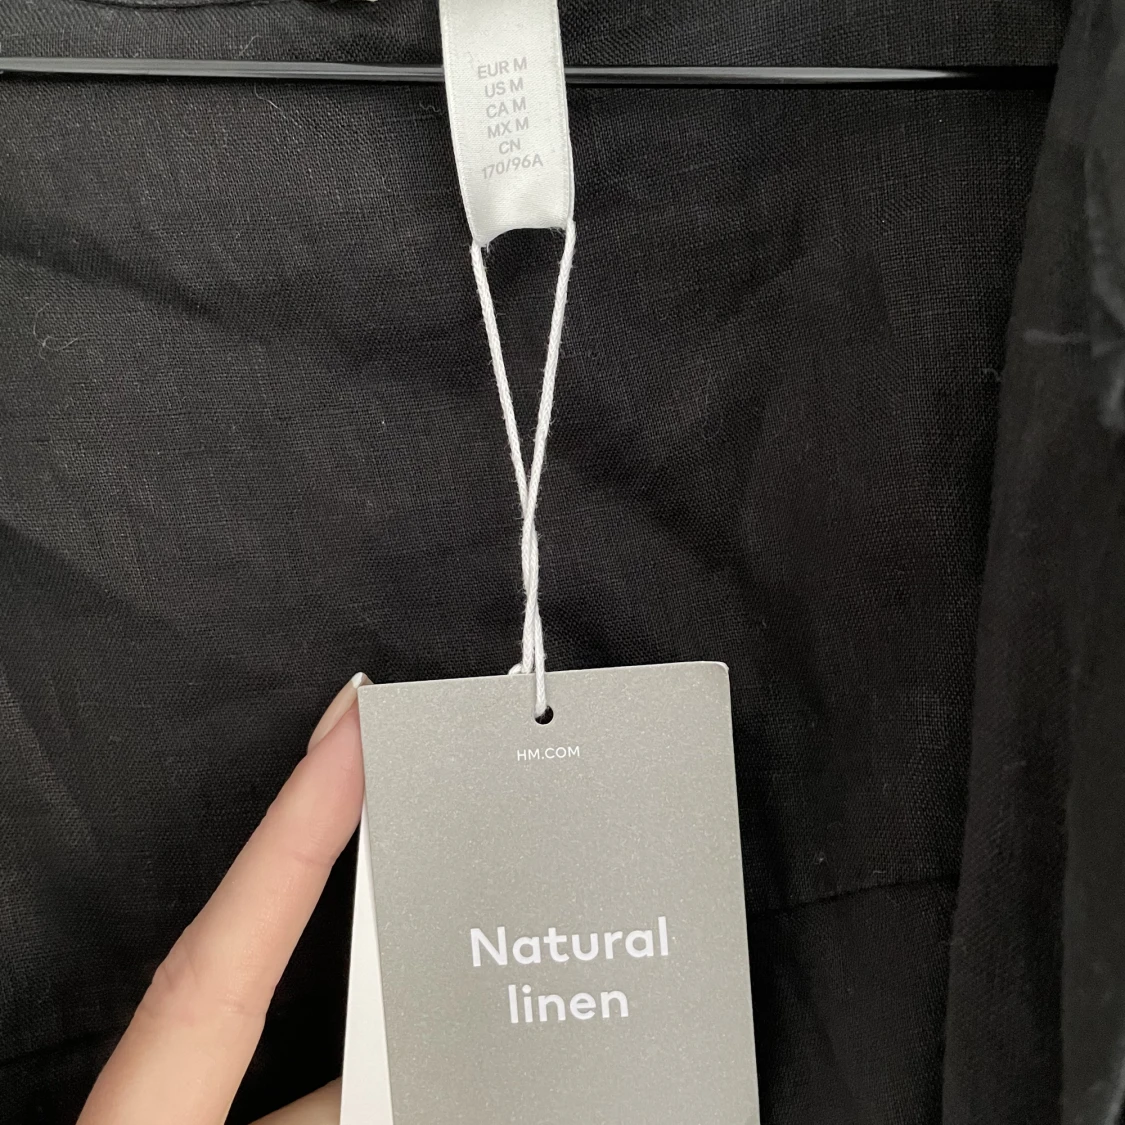 EUR M
US M
CA M
MX M
CN
170/96A
HM.COM
Natural
linen